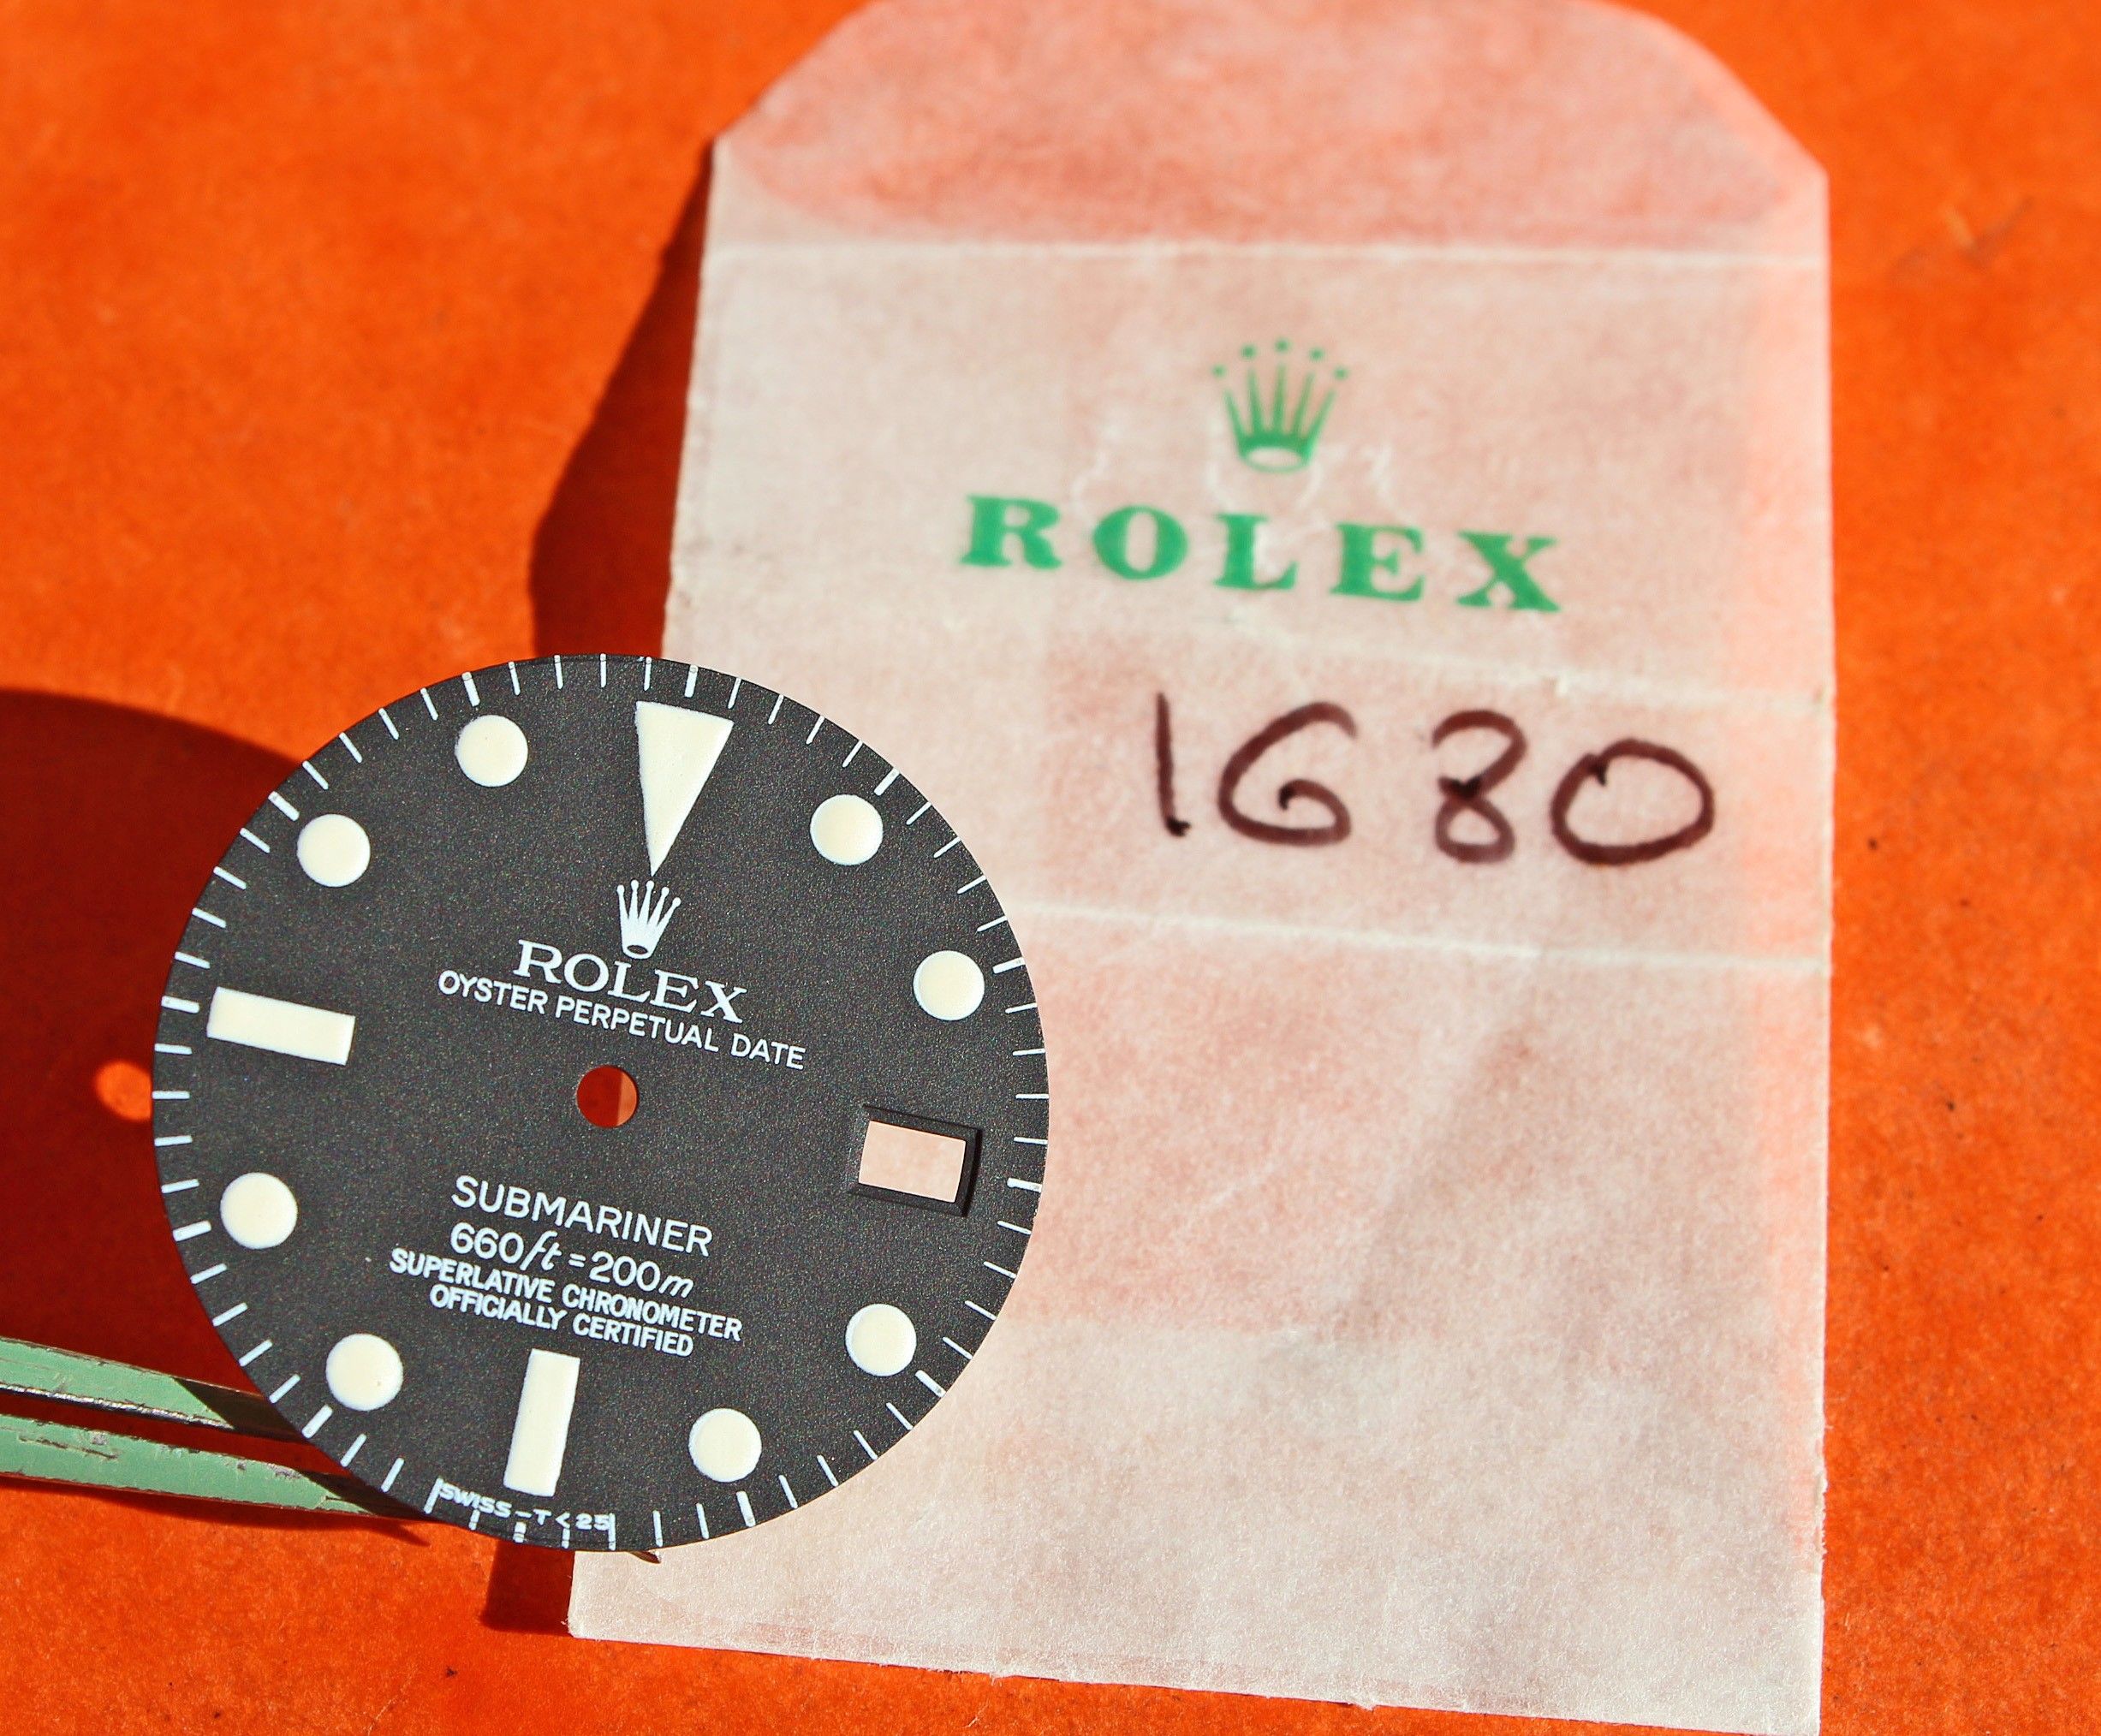 ROLEX
1680
ROLEX
OYSTER PERPETUAL DATE
SUBMARINER
660ft = 200m
SUPERLATIVE CHRONOMETER
OFFICIALLY CERTIFIED
SWISS - T < 25